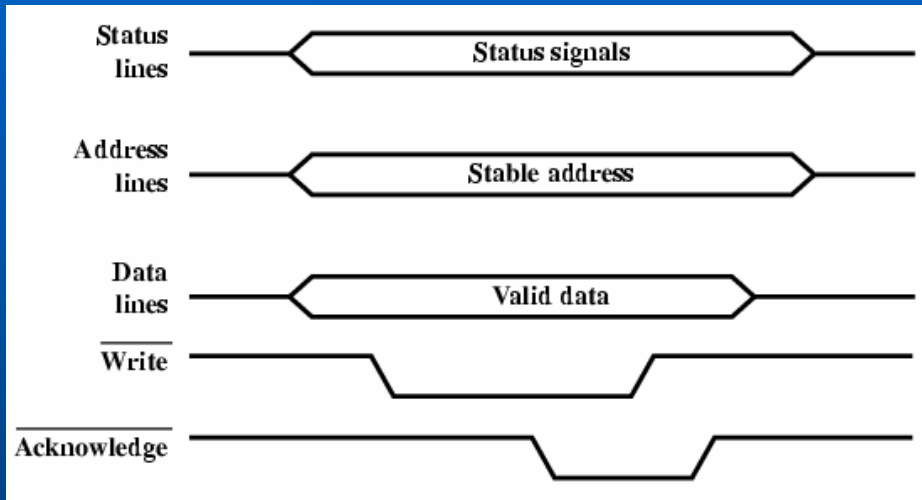 Status
lines
Status signals
Address
lines
Stable address
Data
lines
Valid data
Write
Acknowledge